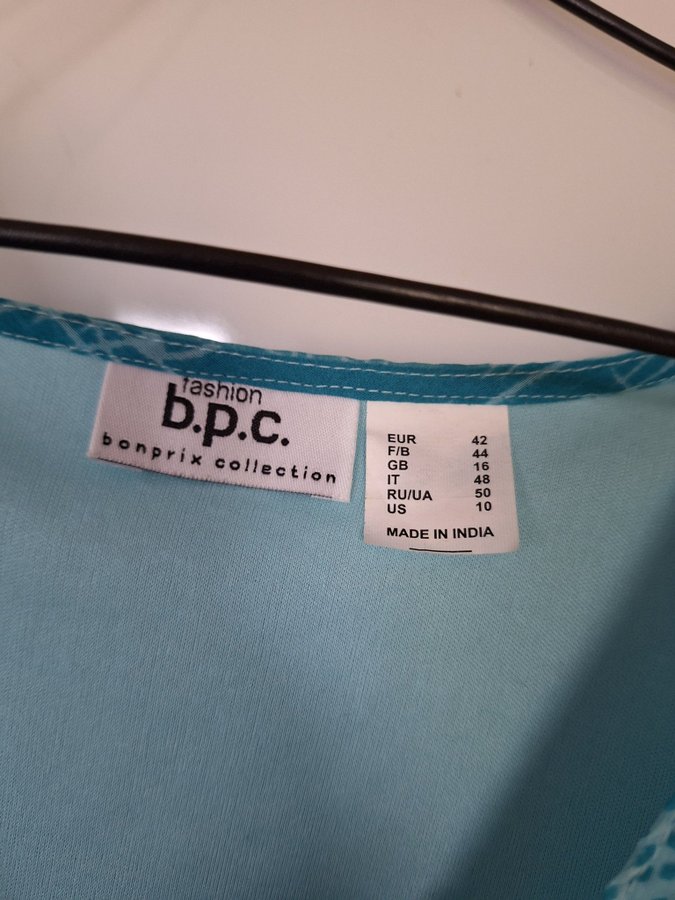 fashion
b.p.c.
bonprix collection
EUR 42
F/B 44
GB 16
IT 48
RU/UA 50
US 10
MADE IN INDIA